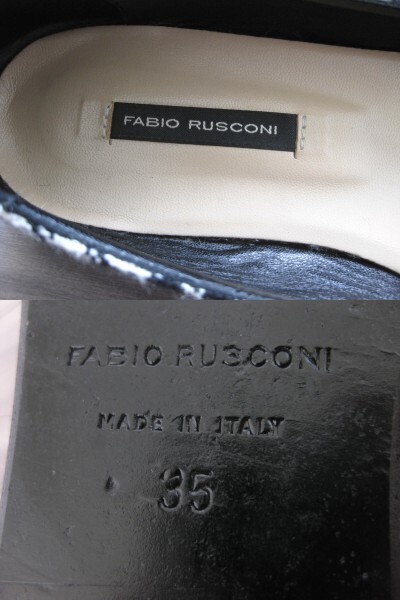 FABIO RUSCONI
FABIO RUSCONI
MADE IN ITALY
35